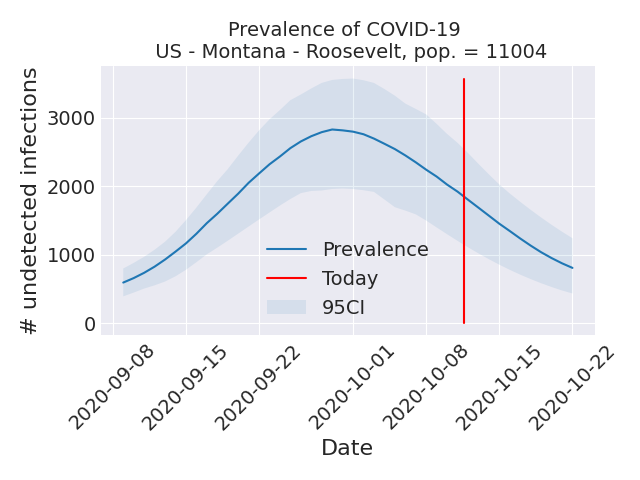 Prevalence of COVID-19
US - Montana - Roosevelt, pop. = 11004
# undetected infections
3000
2000
1000
0
Prevalence
Today
95CI
2020-09-08
2020-09-15
2020-09-22
2020-10-01
2020-10-08
2020-10-15
2020-10-22
Date